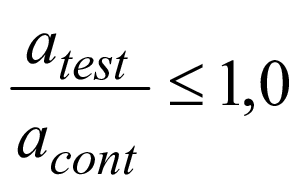 a_test / a_cont ≤ 1,0